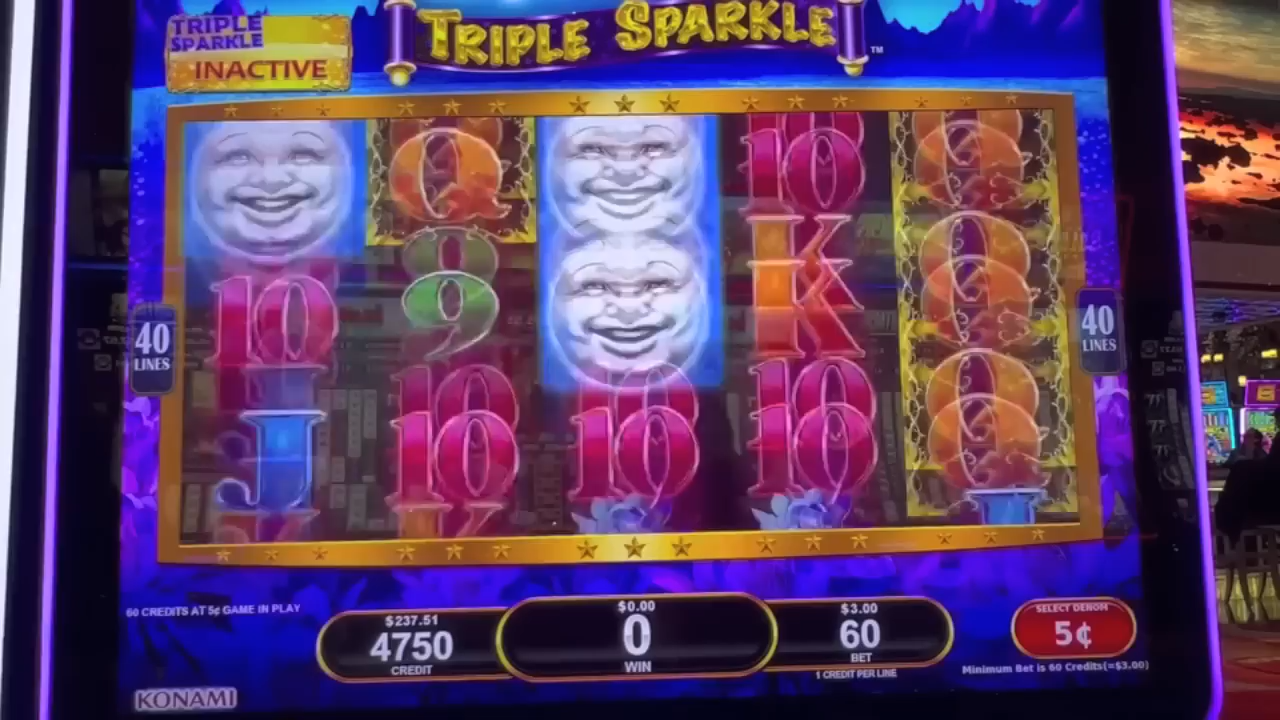 TRIPLE
SPARKLE
INACTIVE
TRIPLE SPARKLE
TM
10
Q
Q
9
K
10
40
LINES
40
LINES
J
10
10
10
Q
60 CREDITS AT 5¢ GAME IN PLAY
$237.51
4750
CREDIT
$0.00
0
WIN
$3.00
60
BET
1 CREDIT PER LINE
SELECT DENOM
5¢
Minimum Bet is 60 Credits(=$3.00)
KONAMI